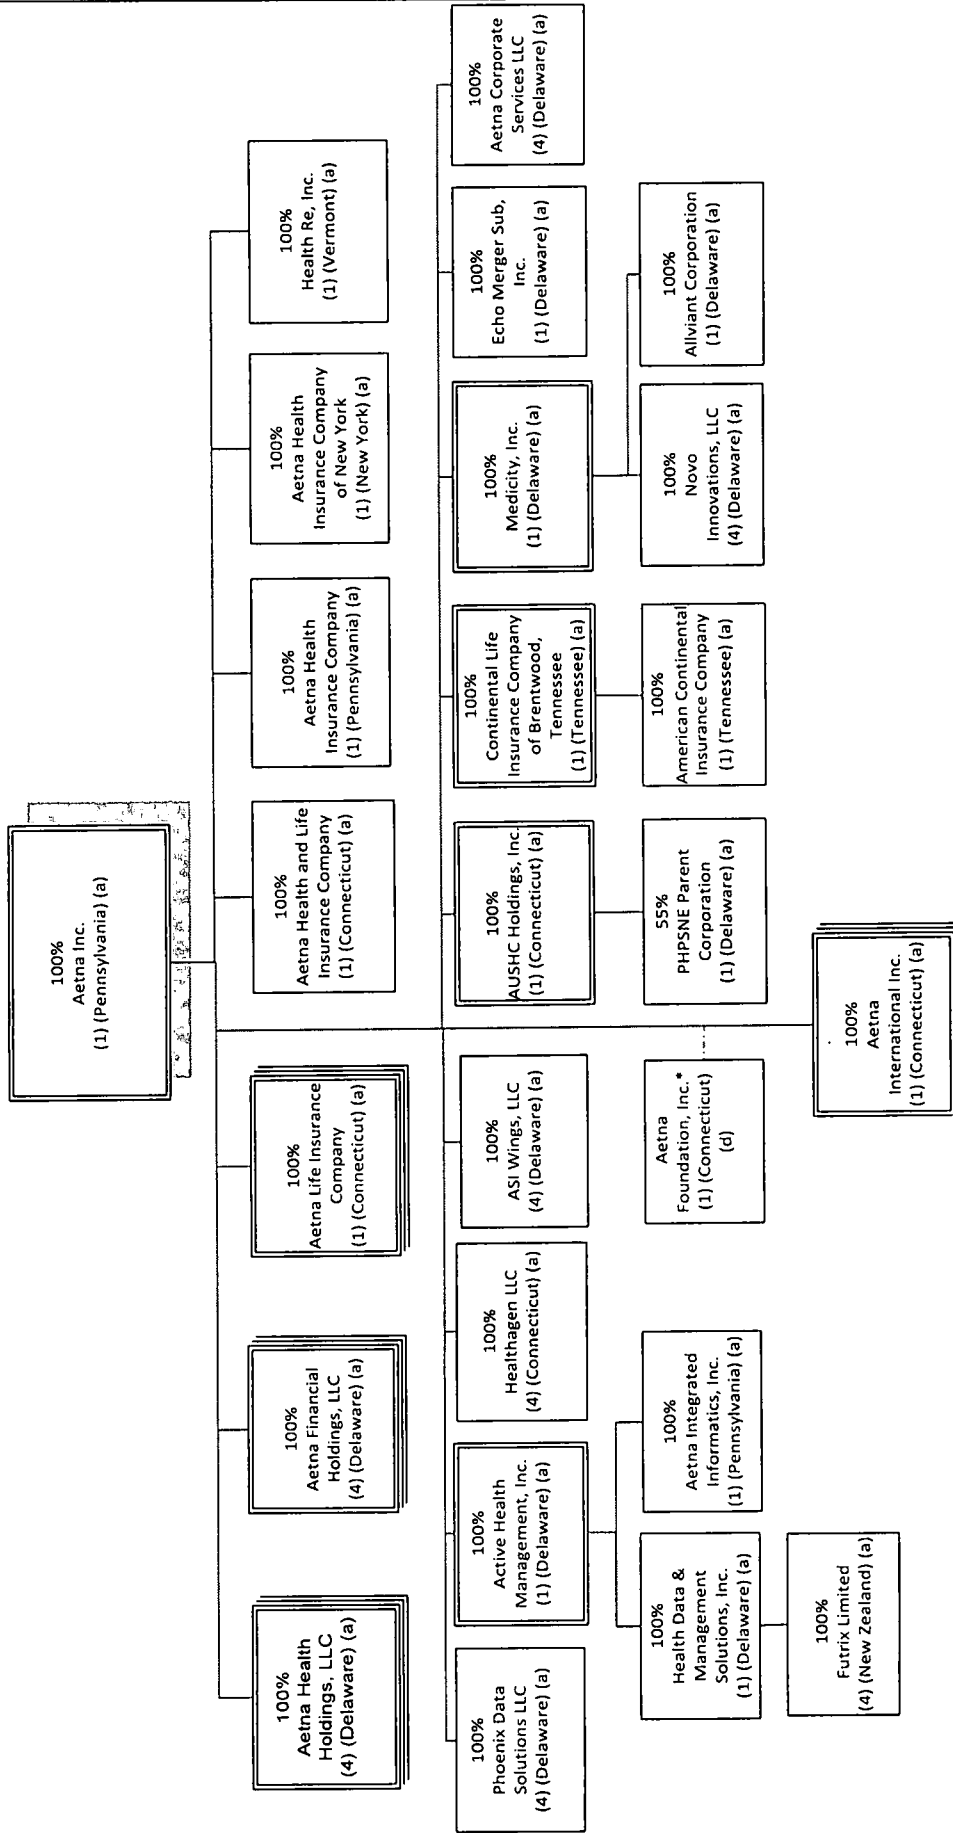 100%
Aetna Inc.
(1) (Pennsylvania) (a)
100%
Aetna Health
Holdings, LLC
(4) (Delaware) (a)
100%
Aetna Financial
Holdings, LLC
(4) (Delaware) (a)
100%
Aetna Life Insurance
Company
(1) (Connecticut) (a)
100%
Aetna Health and Life
Insurance Company
(1) (Connecticut) (a)
100%
Aetna Health
Insurance Company
(1) (Pennsylvania) (a)
100%
Aetna Health
Insurance Company
of New York
(1) (New York) (a)
100%
Health Re, Inc.
(1) (Vermont) (a)
100%
Phoenix Data
Solutions LLC
(4) (Delaware) (a)
100%
Active Health
Management, Inc.
(1) (Delaware) (a)
100%
Healthagen LLC
(4) (Connecticut) (a)
100%
ASI Wings, LLC
(4) (Delaware) (a)
100%
AUSHC Holdings, Inc.
(1) (Connecticut) (a)
100%
Continental Life
Insurance Company
of Brentwood,
Tennessee
(1) (Tennessee) (a)
100%
Medicity, Inc.
(1) (Delaware) (a)
100%
Echo Merger Sub,
Inc.
(1) (Delaware) (a)
100%
Aetna Corporate
Services LLC
(4) (Delaware) (a)
100%
Health Data &
Management
Solutions, Inc.
(1) (Delaware) (a)
100%
Aetna Integrated
Informatics, Inc.
(1) (Pennsylvania) (a)
Aetna
Foundation, Inc.*
(1) (Connecticut)
(d)
55%
PHPSNE Parent
Corporation
(1) (Delaware) (a)
100%
American Continental
Insurance Company
(1) (Tennessee) (a)
100%
Novo
Innovations, LLC
(4) (Delaware) (a)
100%
Allviant Corporation
(1) (Delaware) (a)
100%
Futrix Limited
(4) (New Zealand) (a)
100%
Aetna
International Inc.
(1) (Connecticut) (a)